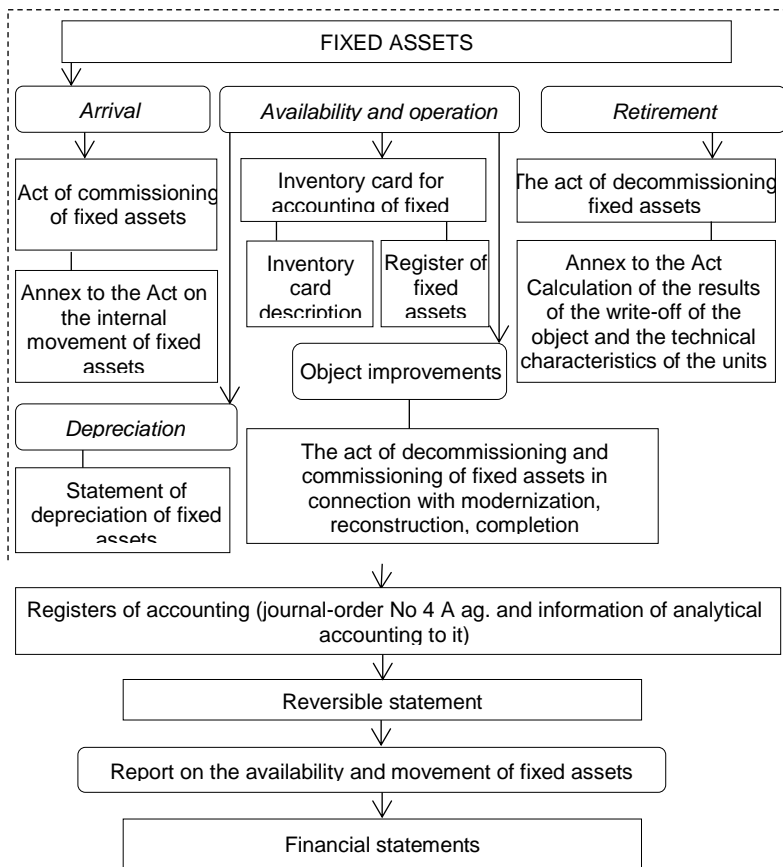 FIXED ASSETS
Arrival
Availability and operation
Retirement
Act of commissioning
of fixed assets
Inventory card for
accounting of fixed
The act of decommissioning
fixed assets
Annex to the Act on
the internal
movement of fixed
assets
Inventory
card
description
Register of
fixed
assets
Annex to the Act
Calculation of the results
of the write-off of the
object and the technical
characteristics of the units
Object improvements
Depreciation
Statement of
depreciation of fixed
assets
The act of decommissioning and
commissioning of fixed assets in
connection with modernization,
reconstruction, completion
Registers of accounting (journal-order No 4 A ag. and information of analytical
accounting to it)
Reversible statement
Report on the availability and movement of fixed assets
Financial statements